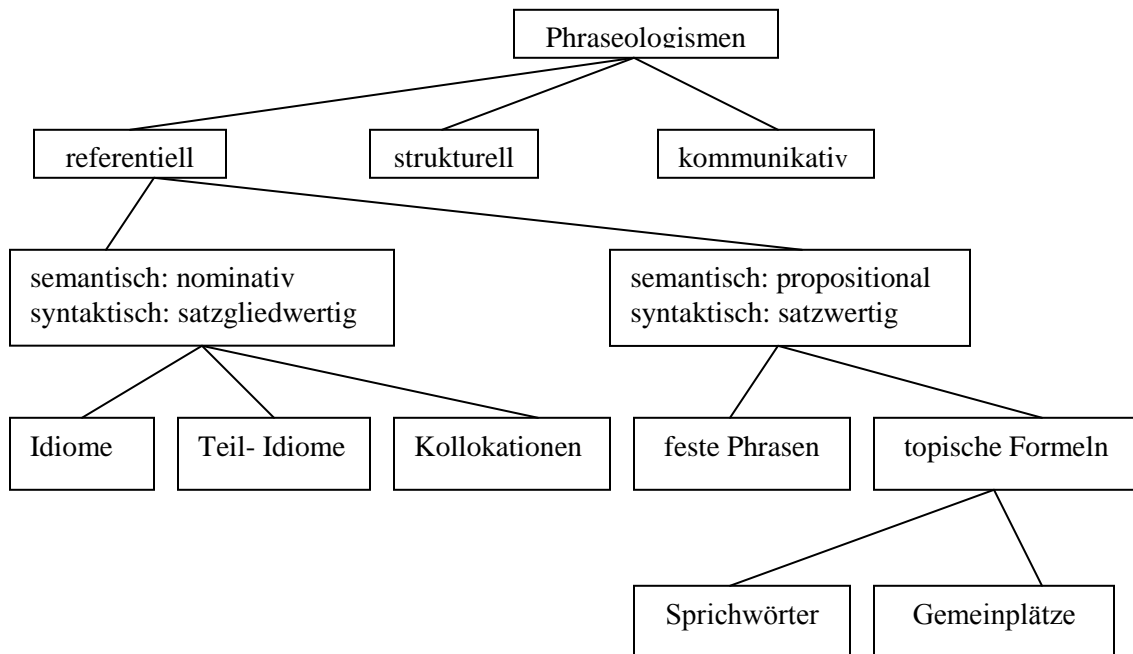 Phraseologismen
referentiell
strukturell
kommunikativ
semantisch: nominativ
syntaktisch: satzgliedwertig
semantisch: propositional
syntaktisch: satzwertig
Idiome
Teil- Idiome
Kollokationen
feste Phrasen
topische Formeln
Sprichwörter
Gemeinplätze